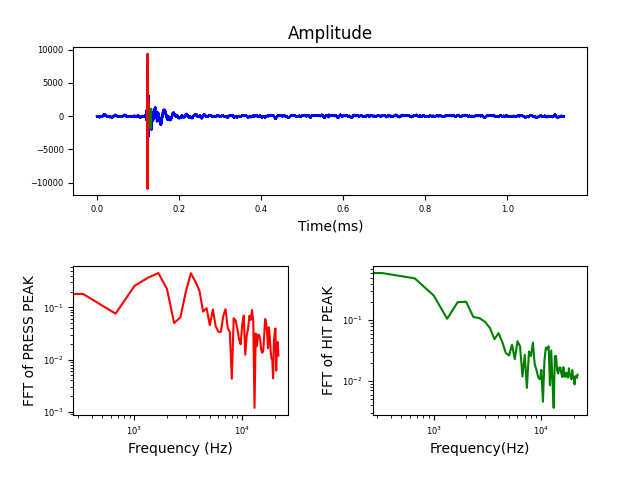 Amplitude
10000
5000
0
−5000
−10000
0.0 0.2 0.4 0.6 0.8 1.0
Time(ms)
FFT of PRESS PEAK
10⁻¹
10⁻²
10⁻³
10³ 10⁴
Frequency (Hz)
FFT of HIT PEAK
10⁻¹
10⁻²
10³ 10⁴
Frequency(Hz)